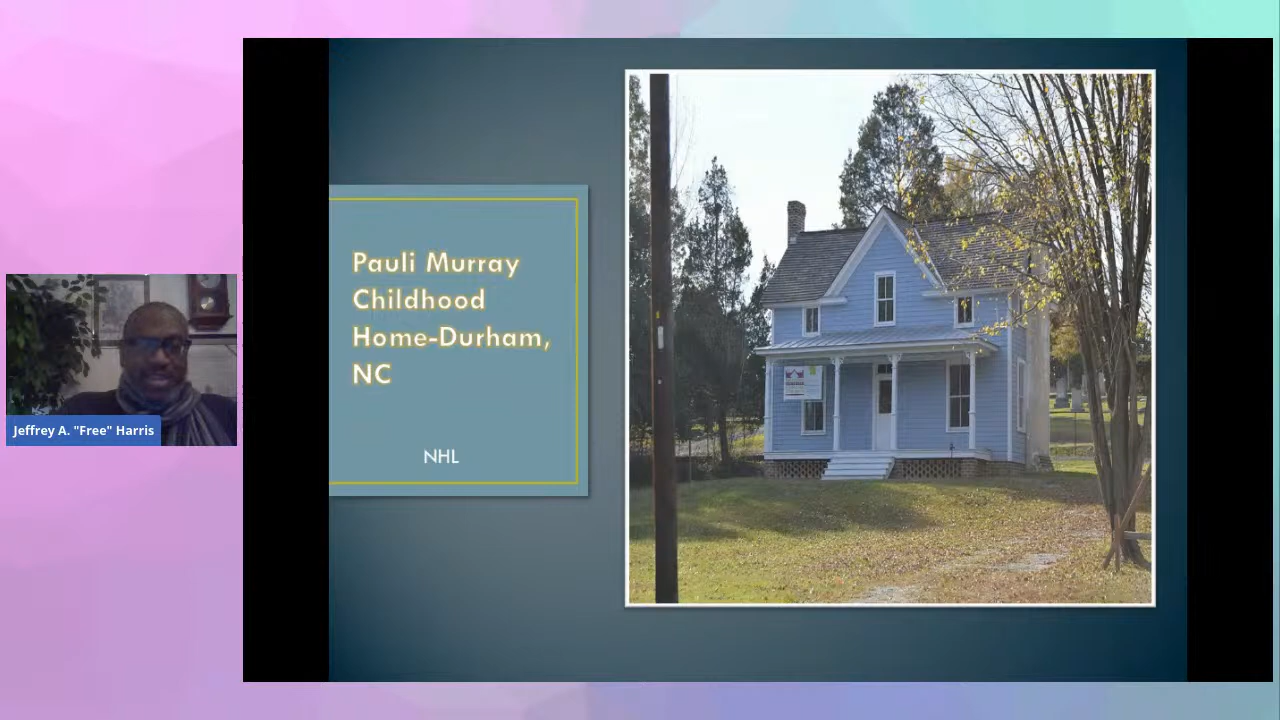 Pauli Murray
Childhood
Home-Durham,
NC
NHL
Jeffrey A. "Free" Harris